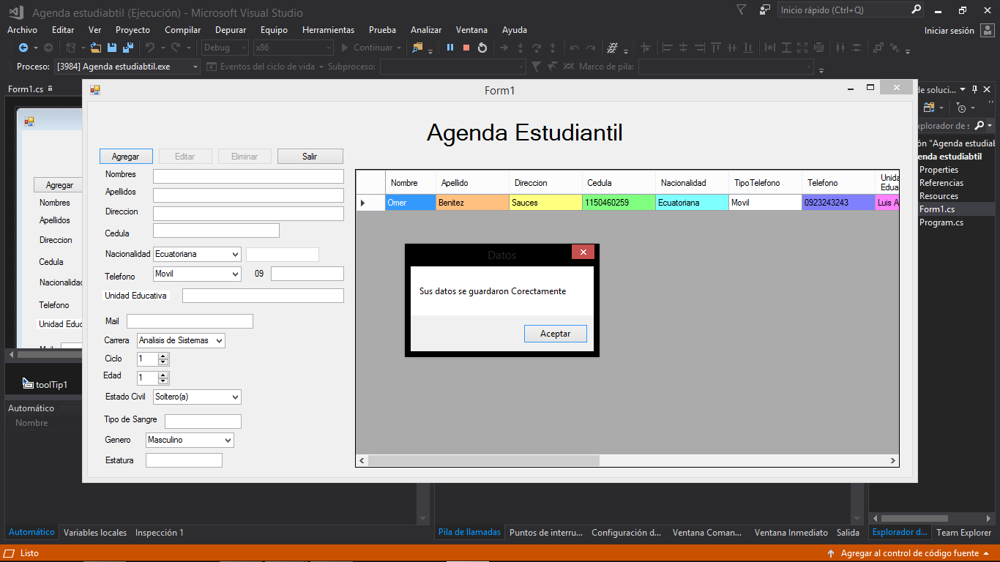 Agenda estudiabtil (Ejecución) - Microsoft Visual Studio
Inicio rápido (Ctrl+Q)
Archivo Editar Ver Proyecto Compilar Depurar Equipo Herramientas Prueba Analizar Ventana Ayuda
Iniciar sesión
Debug x86 Continuar
Proceso: [3984] Agenda estudiabtil.exe Eventos del ciclo de vida Subproceso: Marco de pila:
Form1.cs
Form1
de soluci...
Agenda Estudiantil
Agregar Editar Eliminar Salir
Nombres
Apellidos
Direccion
Cedula
Nacionalidad Ecuatoriana
Telefono Movil 09
Unidad Educativa
Mail
Carrera Analisis de Sistemas
Ciclo 1
Edad 1
Estado Civil Soltero(a)
Tipo de Sangre
Genero Masculino
Estatura
Nombre Apellido Direccion Cedula Nacionalidad TipoTelefono Telefono Unida
Edua
Omer Benitez Sauces 1150460259 Ecuatoriana Movil 0923243243 Luis A
Datos
Sus datos se guardaron Corectamente
Aceptar
Agregar
Nombres
Apellidos
Direccion
Cedula
Nacionalidad
Telefono
Unidad Educ
toolTip1
Automático
Nombre
xplorador de s
ón "Agenda estudiab
enda estudiabtil
Properties
Referencias
Resources
Form1.cs
Program.cs
Automático Variables locales Inspección 1
Pila de llamadas Puntos de interru... Configuración d... Ventana Coman... Ventana Inmediato Salida
Explorador d... Team Explorer
Listo
Agregar al control de código fuente